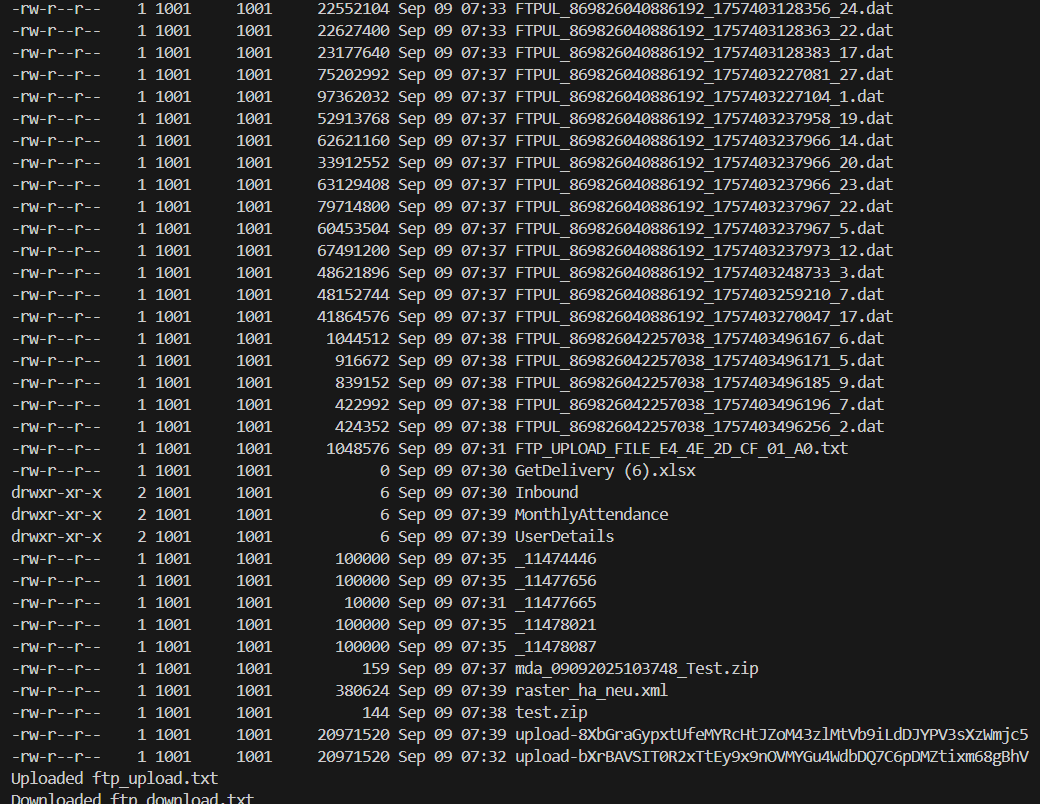 -rw-r--r-- 1 1001 1001 22552104 Sep 09 07:33 FTPUL_869826040886192_1757403128356_24.dat
-rw-r--r-- 1 1001 1001 22627400 Sep 09 07:33 FTPUL_869826040886192_1757403128363_22.dat
-rw-r--r-- 1 1001 1001 23177640 Sep 09 07:33 FTPUL_869826040886192_1757403128383_17.dat
-rw-r--r-- 1 1001 1001 75202992 Sep 09 07:37 FTPUL_869826040886192_1757403227081_27.dat
-rw-r--r-- 1 1001 1001 97362032 Sep 09 07:37 FTPUL_869826040886192_1757403227104_1.dat
-rw-r--r-- 1 1001 1001 52913768 Sep 09 07:37 FTPUL_869826040886192_1757403237958_19.dat
-rw-r--r-- 1 1001 1001 62621160 Sep 09 07:37 FTPUL_869826040886192_1757403237966_14.dat
-rw-r--r-- 1 1001 1001 33912552 Sep 09 07:37 FTPUL_869826040886192_1757403237966_20.dat
-rw-r--r-- 1 1001 1001 63129408 Sep 09 07:37 FTPUL_869826040886192_1757403237966_23.dat
-rw-r--r-- 1 1001 1001 79714800 Sep 09 07:37 FTPUL_869826040886192_1757403237967_22.dat
-rw-r--r-- 1 1001 1001 60453504 Sep 09 07:37 FTPUL_869826040886192_1757403237967_5.dat
-rw-r--r-- 1 1001 1001 67491200 Sep 09 07:37 FTPUL_869826040886192_1757403237973_12.dat
-rw-r--r-- 1 1001 1001 48621896 Sep 09 07:37 FTPUL_869826040886192_1757403248733_3.dat
-rw-r--r-- 1 1001 1001 48152744 Sep 09 07:37 FTPUL_869826040886192_1757403259210_7.dat
-rw-r--r-- 1 1001 1001 41864576 Sep 09 07:37 FTPUL_869826040886192_1757403270047_17.dat
-rw-r--r-- 1 1001 1001 1044512 Sep 09 07:38 FTPUL_869826042257038_1757403496167_6.dat
-rw-r--r-- 1 1001 1001 916672 Sep 09 07:38 FTPUL_869826042257038_1757403496171_5.dat
-rw-r--r-- 1 1001 1001 839152 Sep 09 07:38 FTPUL_869826042257038_1757403496185_9.dat
-rw-r--r-- 1 1001 1001 422992 Sep 09 07:38 FTPUL_869826042257038_1757403496196_7.dat
-rw-r--r-- 1 1001 1001 424352 Sep 09 07:38 FTPUL_869826042257038_1757403496256_2.dat
-rw-r--r-- 1 1001 1001 1048576 Sep 09 07:31 FTP_UPLOAD_FILE_E4_4E_2D_CF_01_A0.txt
-rw-r--r-- 1 1001 1001 0 Sep 09 07:30 GetDelivery (6).xlsx
drwxr-xr-x 2 1001 1001 6 Sep 09 07:30 Inbound
drwxr-xr-x 2 1001 1001 6 Sep 09 07:39 MonthlyAttendance
drwxr-xr-x 2 1001 1001 6 Sep 09 07:39 UserDetails
-rw-r--r-- 1 1001 1001 100000 Sep 09 07:35 _11474446
-rw-r--r-- 1 1001 1001 100000 Sep 09 07:35 _11477656
-rw-r--r-- 1 1001 1001 10000 Sep 09 07:31 _11477665
-rw-r--r-- 1 1001 1001 100000 Sep 09 07:35 _11478021
-rw-r--r-- 1 1001 1001 100000 Sep 09 07:35 _11478087
-rw-r--r-- 1 1001 1001 159 Sep 09 07:37 mda_09092025103748_Test.zip
-rw-r--r-- 1 1001 1001 380624 Sep 09 07:39 raster_ha_neu.xml
-rw-r--r-- 1 1001 1001 144 Sep 09 07:38 test.zip
-rw-r--r-- 1 1001 1001 20971520 Sep 09 07:39 upload-8XbGraGypxtUfeMYRcHtJZoM43zlMtVb9iLdDJYPV3sXzWmjc5
-rw-r--r-- 1 1001 1001 20971520 Sep 09 07:32 upload-bXrBAVSIT0R2xTtEy9x9nOVMYGu4WdbDQ7C6pDMZtixm68gBhV
Uploaded ftp_upload.txt
Downloaded ftp_download.txt